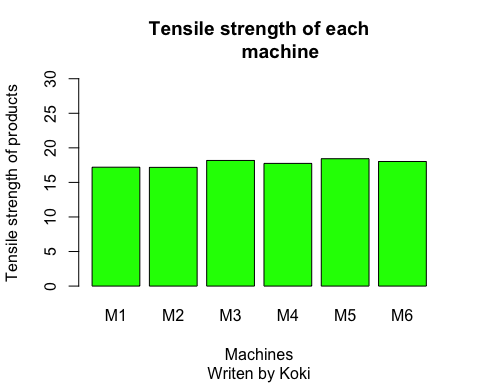 Tensile strength of each
machine
Tensile strength of products
30
25
20
15
10
5
0
M1 M2 M3 M4 M5 M6
Machines
Writen by Koki